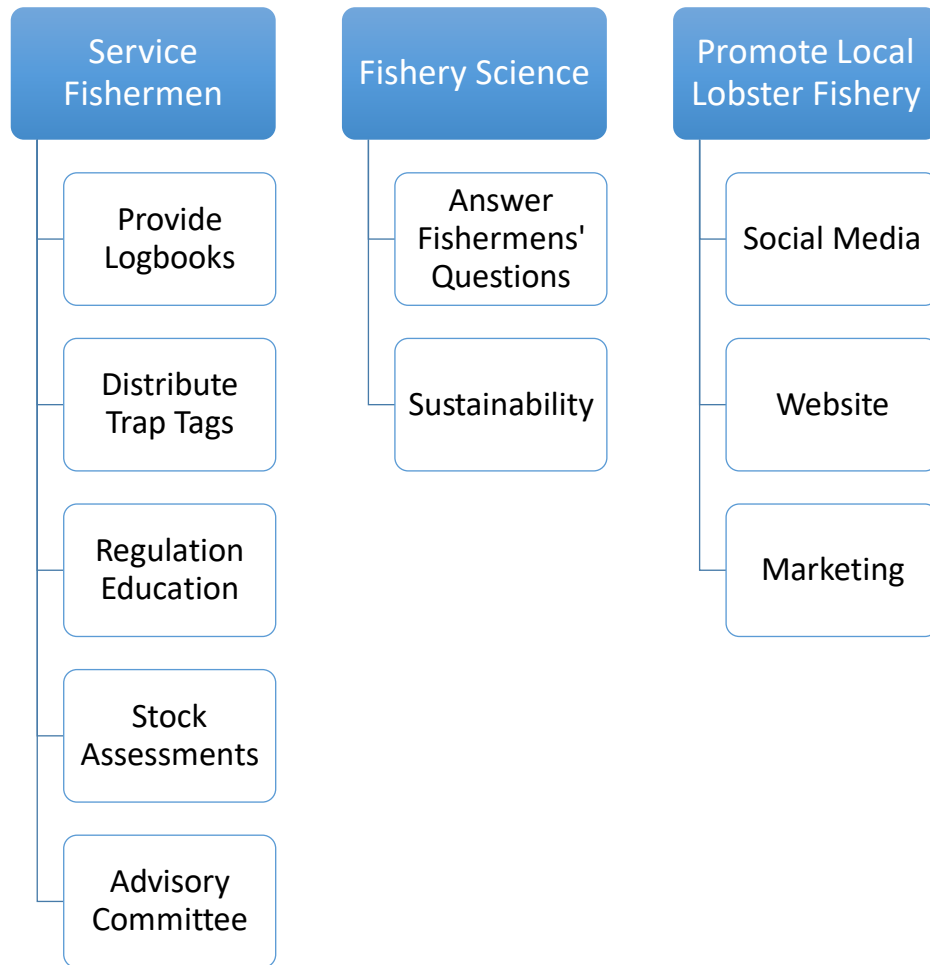 Service
Fishermen
Provide
Logbooks
Distribute
Trap Tags
Regulation
Education
Stock
Assessments
Advisory
Committee
Fishery Science
Answer
Fishermens'
Questions
Sustainability
Promote Local
Lobster Fishery
Social Media
Website
Marketing